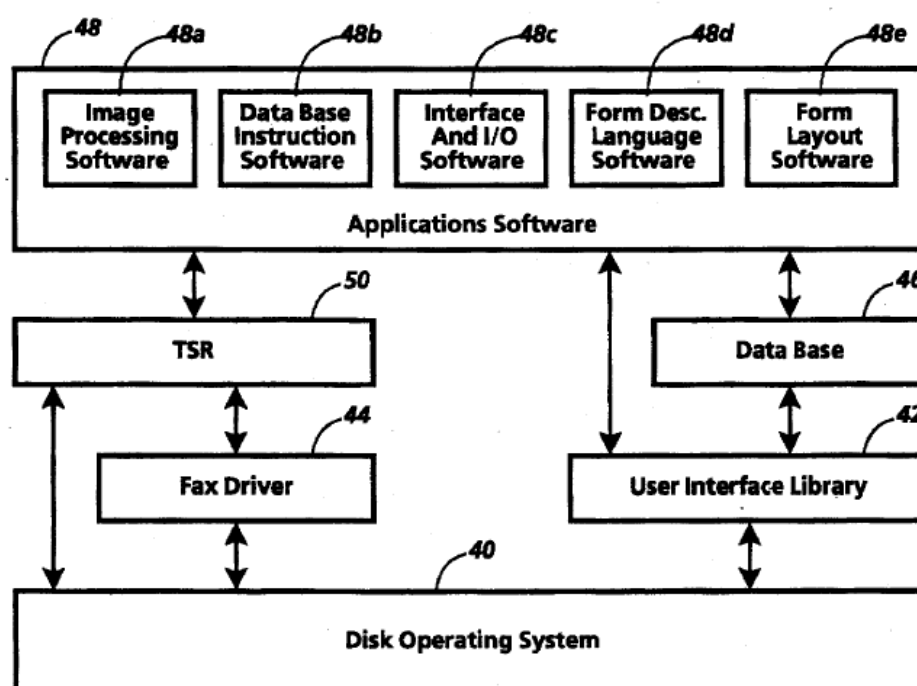 48 48a 48b 48c 48d 48e
Image Data Base Interface Form Desc. Form
Processing Instruction And I/O Language Layout
Software Software Software Software Software
Applications Software
50 46
TSR Data Base
44 42
Fax Driver User Interface Library
40
Disk Operating System